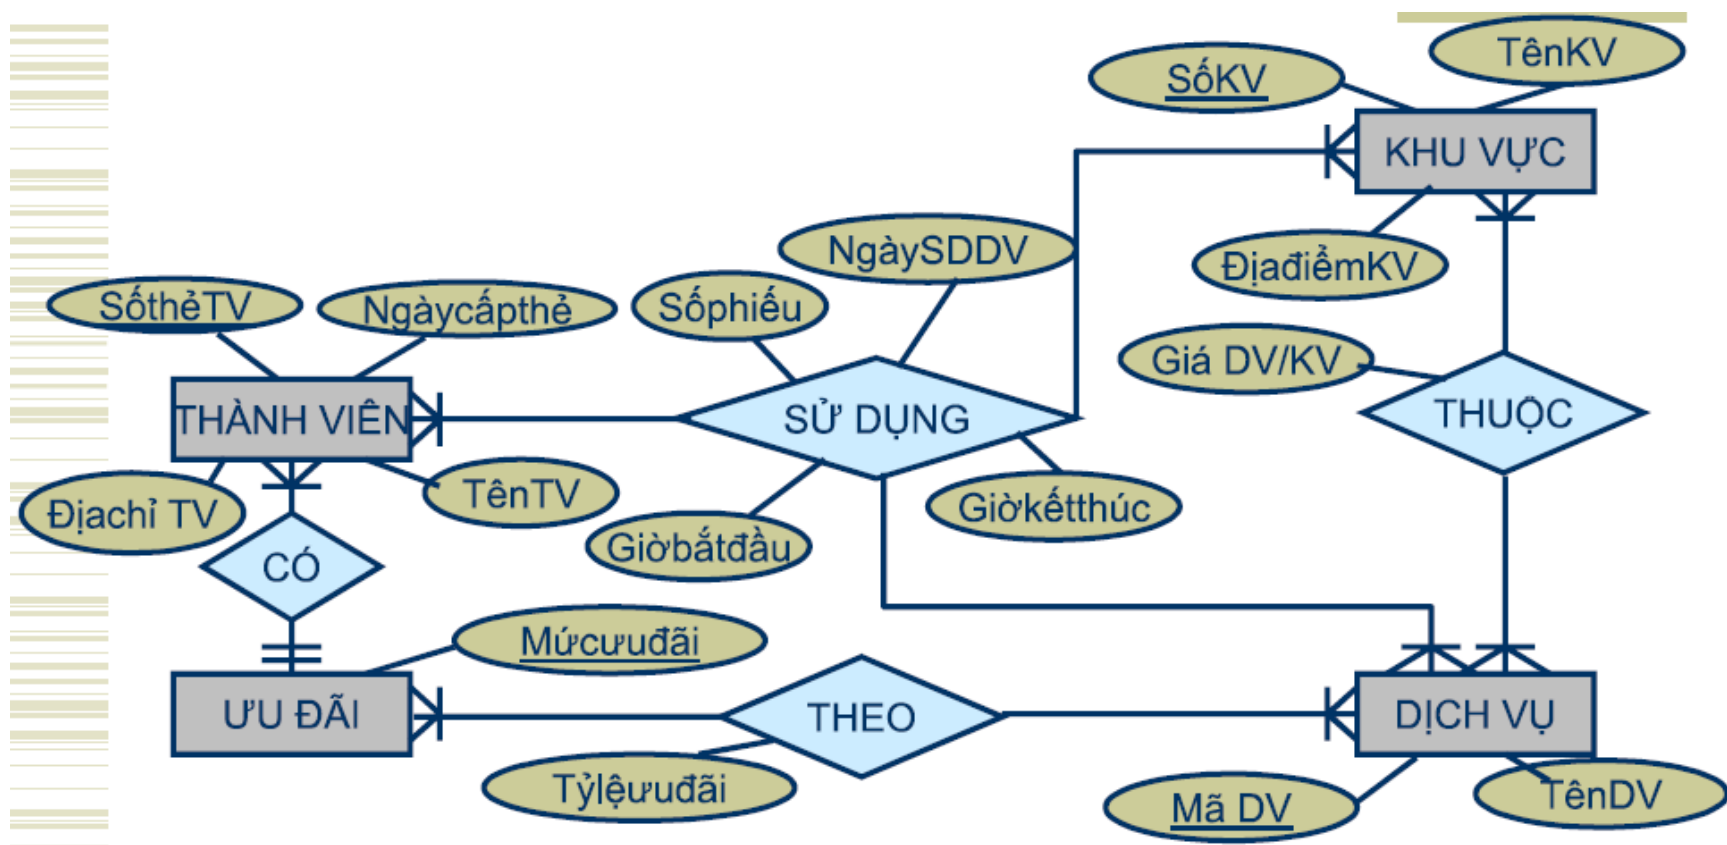 TênKV
SốKV
KHU VỰC
NgàySDDV
ĐịađiểmKV
SốthẻTV
Ngàycấpthẻ
Sốphiếu
Giá DV/KV
THÀNH VIÊN
SỬ DỤNG
THUỘC
Địachỉ TV
TênTV
Giờkếtthúc
Giờbắtđầu
CÓ
Mứcưuđãi
ƯU ĐÃI
THEO
DỊCH VỤ
Tỷlệưuđãi
Mã DV
TênDV